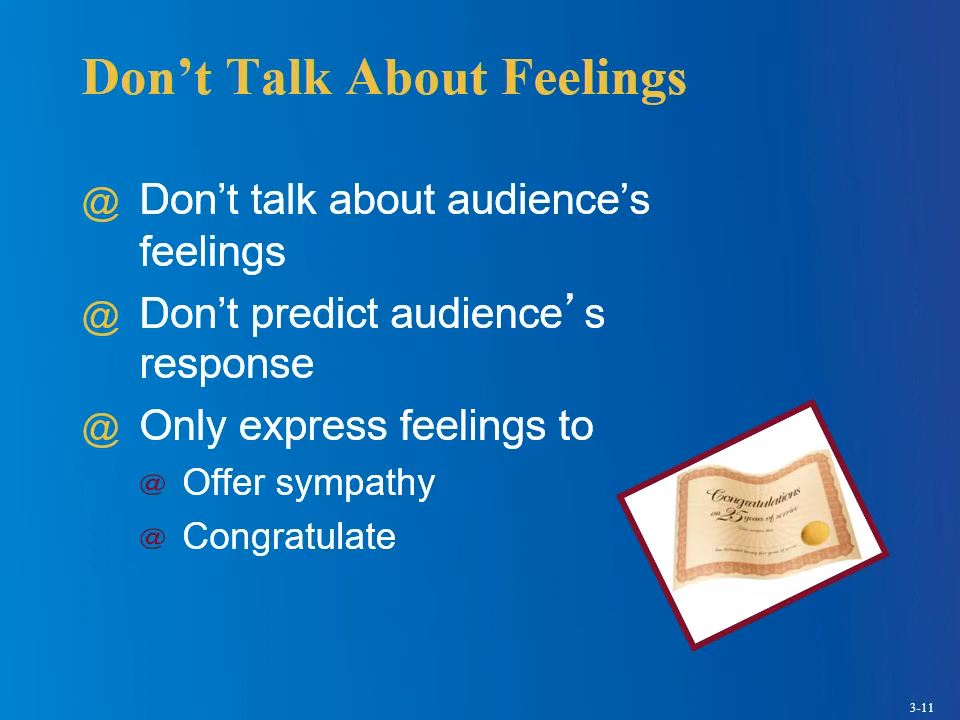 Don’t Talk About Feelings
@ Don’t talk about audience’s
feelings
@ Don’t predict audience’s
response
@ Only express feelings to
@ Offer sympathy
@ Congratulate
Congratulations
on 25 years of service
3-11